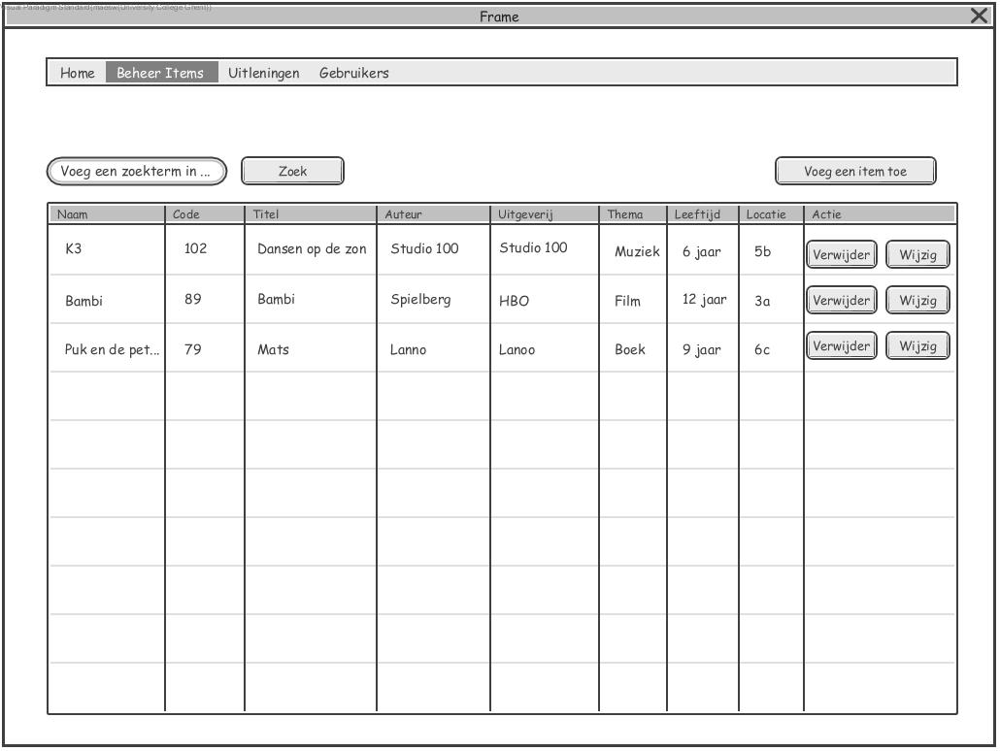 Visual Paradigm Standard(maesw(University College Ghent))
Frame
Home Beheer Items Uitleningen Gebruikers
Voeg een zoekterm in ... Zoek Voeg een item toe
Naam Code Titel Auteur Uitgeverij Thema Leeftijd Locatie Actie
K3 102 Dansen op de zon Studio 100 Studio 100 Muziek 6 jaar 5b Verwijder Wijzig
Bambi 89 Bambi Spielberg HBO Film 12 jaar 3a Verwijder Wijzig
Puk en de pet... 79 Mats Lanno Lanoo Boek 9 jaar 6c Verwijder Wijzig